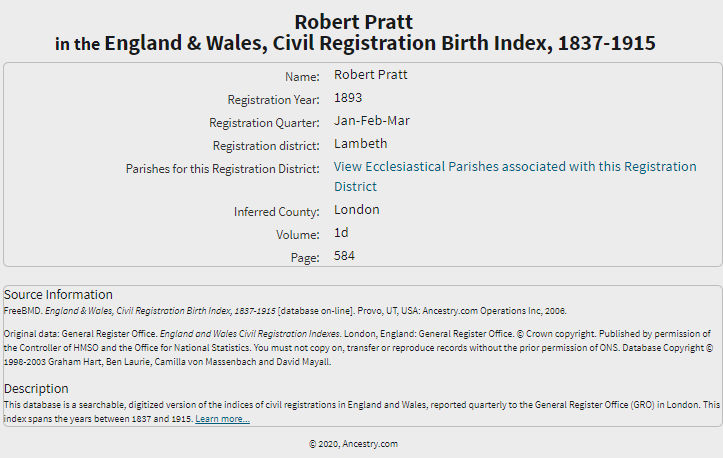 Robert Pratt
in the England & Wales, Civil Registration Birth Index, 1837-1915
Name: Robert Pratt
Registration Year: 1893
Registration Quarter: Jan-Feb-Mar
Registration district: Lambeth
Parishes for this Registration District: View Ecclesiastical Parishes associated with this Registration
District
Inferred County: London
Volume: 1d
Page: 584
Source Information
FreeBMD. England & Wales, Civil Registration Birth Index, 1837-1915 [database on-line]. Provo, UT, USA: Ancestry.com Operations Inc, 2006.
Original data: General Register Office. England and Wales Civil Registration Indexes. London, England: General Register Office. © Crown copyright. Published by permission of
the Controller of HMSO and the Office for National Statistics. You must not copy on, transfer or reproduce records without the prior permission of ONS. Database Copyright ©
1998-2003 Graham Hart, Ben Laurie, Camilla von Massenbach and David Mayall.
Description
This database is a searchable, digitized version of the indices of civil registrations in England and Wales, reported quarterly to the General Register Office (GRO) in London. This
index spans the years between 1837 and 1915. Learn more...
© 2020, Ancestry.com